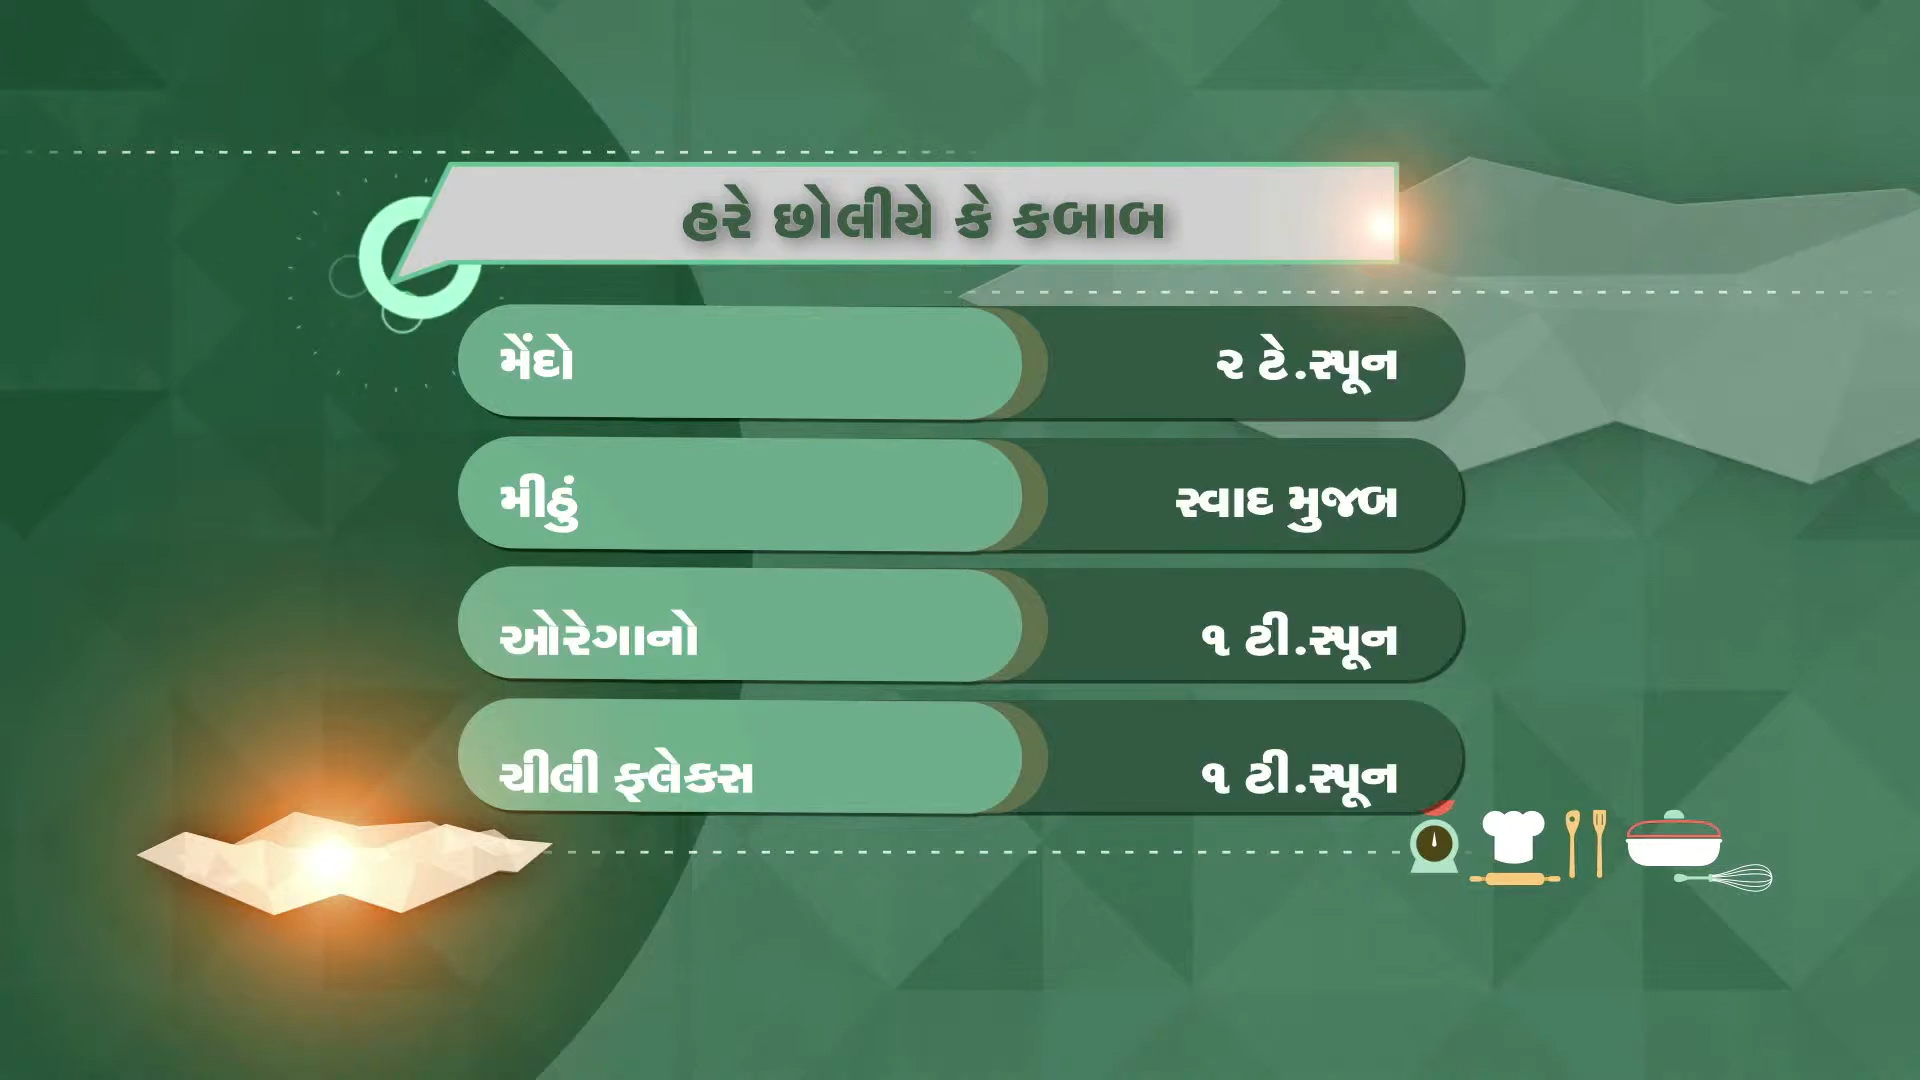 હરે છોલીયે કે કબાબ
મેંદો ૨ ટે.સ્પૂન
મીઠું સ્વાદ મુજબ
ઓરેગાનો ૧ ટી.સ્પૂન
ચીલી ફ્લેક્સ ૧ ટી.સ્પૂન